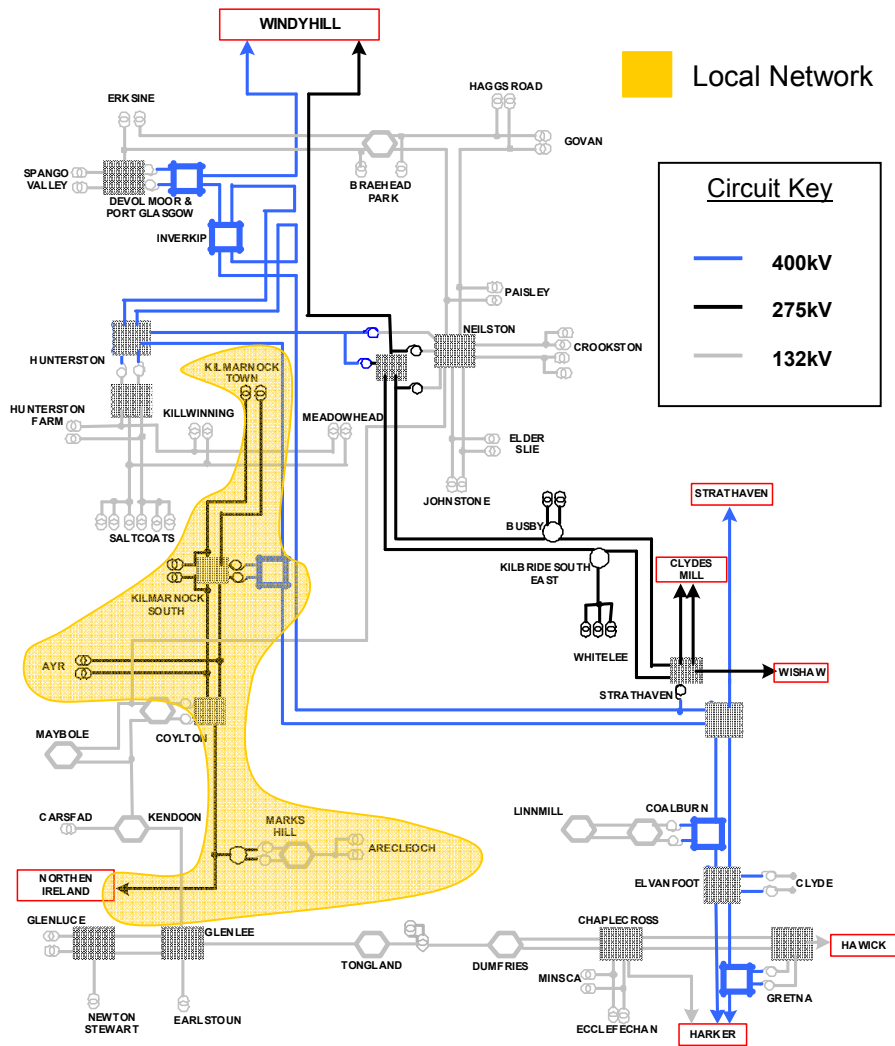 WINDYHILL
Local Network
HAGGS ROAD
ERKSINE
GOVAN
SPANGO
VALLEY
BRAEHEAD
PARK
DEVOL MOOR &
PORT GLASGOW
INVERKIP
Circuit Key
400kV
275kV
132kV
PAISLEY
NEILSTON
CROOKSTON
HUNTERSTON
KILMARNOCK
TOWN
HUNTERSTON
FARM
KILLWINNING
MEADOWHEAD
ELDER
SLIE
JOHNSTONE
SALTCOATS
STRATHAVEN
BUSBY
KILBRIDE SOUTH
EAST
CLYDES
MILL
KILMARNOCK
SOUTH
WHITELEE
AYR
WISHAW
STRATHAVEN
MAYBOLE
COYLTON
CARSFAD
KENDOON
MARKS
HILL
ARECLEOCH
LINNMILL
COALBURN
NORTHEN
IRELAND
ELVANFOOT
CLYDE
GLENLUCE
GLENLEE
CHAPLECROSS
TONGLAND
DUMFRIES
HAWICK
MINSCA
GRETNA
NEWTON
STEWART
EARLSTOUN
ECCLEFECHAN
HARKER